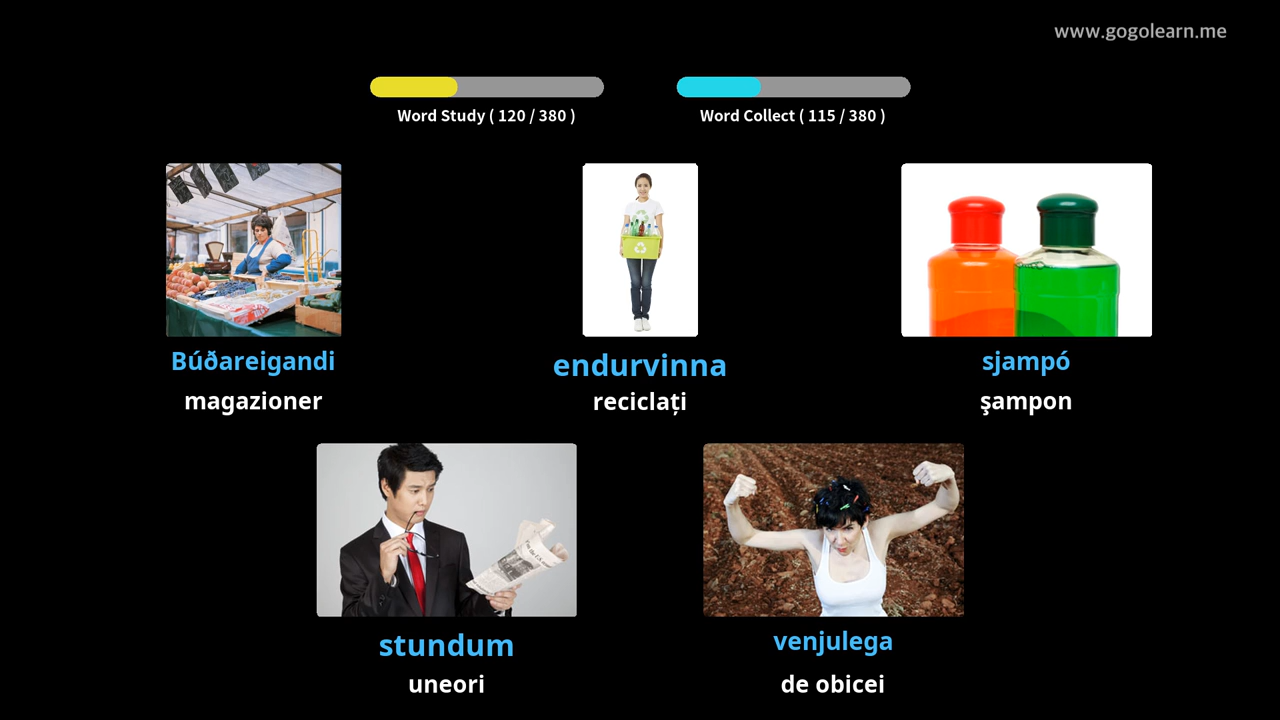 www.gogolearn.me
Word Study ( 120 / 380 )
Word Collect ( 115 / 380 )
Búðareigandi
magazioner
endurvinna
reciclați
sjampó
şampon
stundum
uneori
venjulega
de obicei